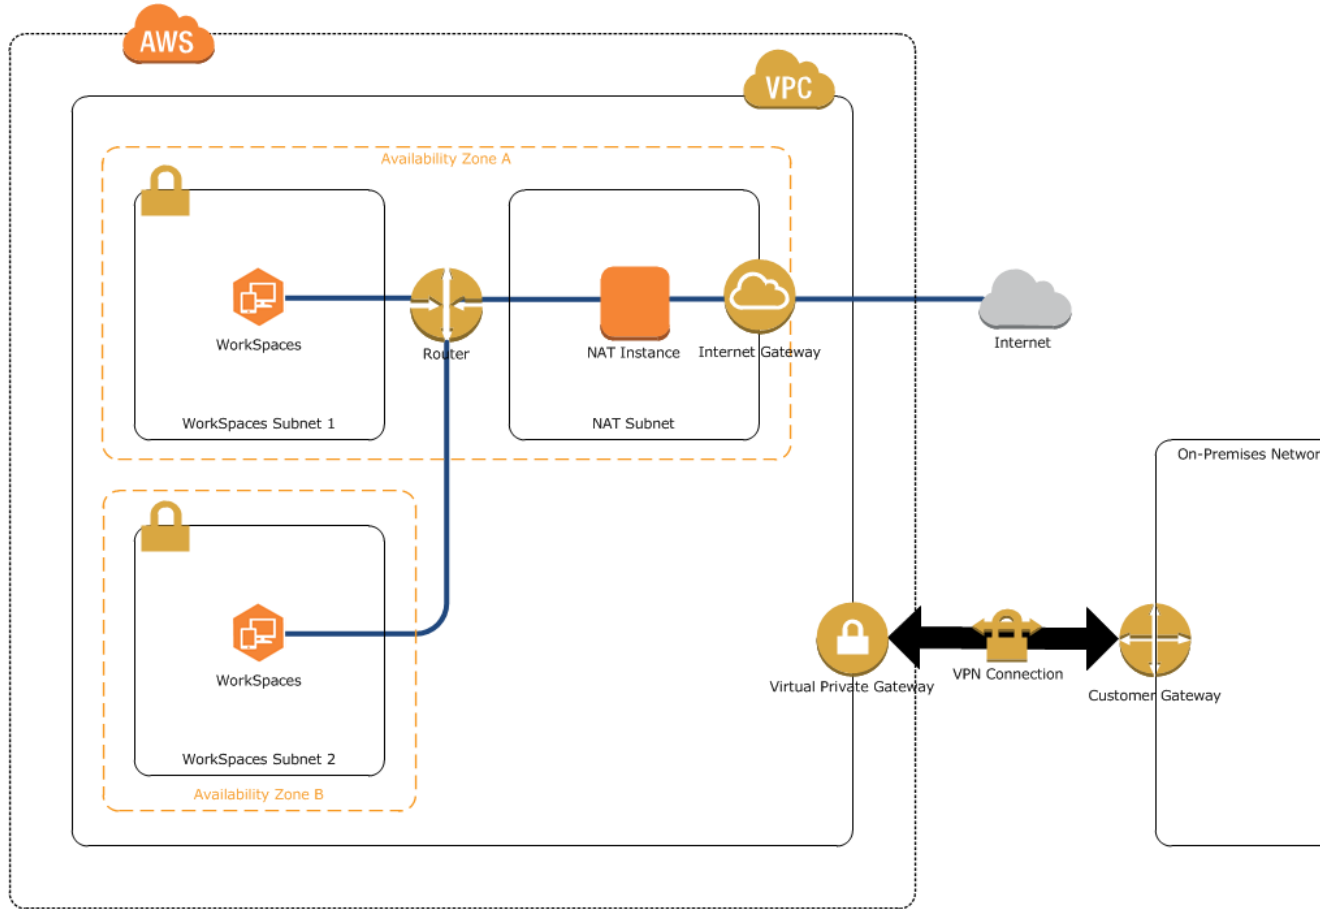 AWS
VPC
Availability Zone A
WorkSpaces
Router
NAT Instance
Internet Gateway
Internet
WorkSpaces Subnet 1
NAT Subnet
On-Premises Networ
WorkSpaces
Virtual Private Gateway
VPN Connection
Customer Gateway
WorkSpaces Subnet 2
Availability Zone B